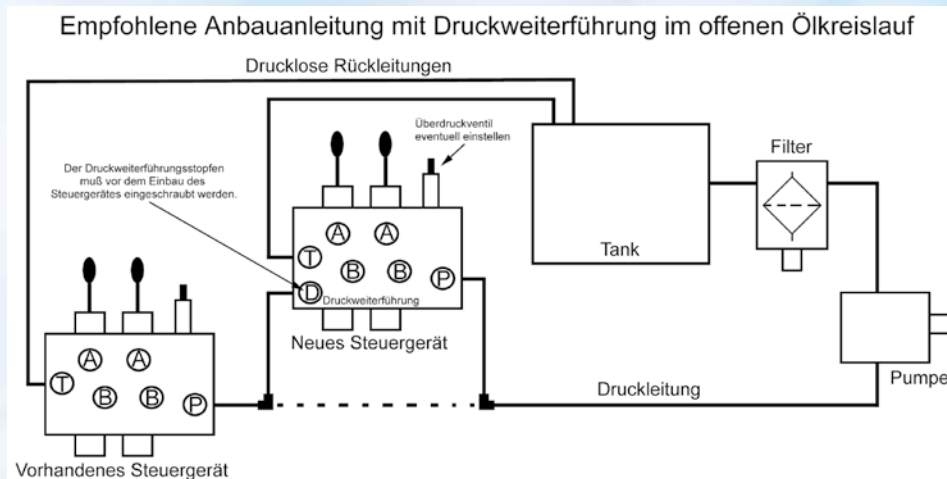 Empfohlene Anbauanleitung mit Druckweiterführung im offenen Ölkreislauf
Drucklose Rückleitungen
Überdruckventil
eventuell einstellen
Der Druckweiterführungsstopfen
muß vor dem Einbau des
Steuergerätes eingeschraubt werden.
Filter
A A
T
B B P
D Druckweiterführung
Neues Steuergerät
Tank
Pumpe
Druckleitung
A A
T
B B P
Vorhandenes Steuergerät